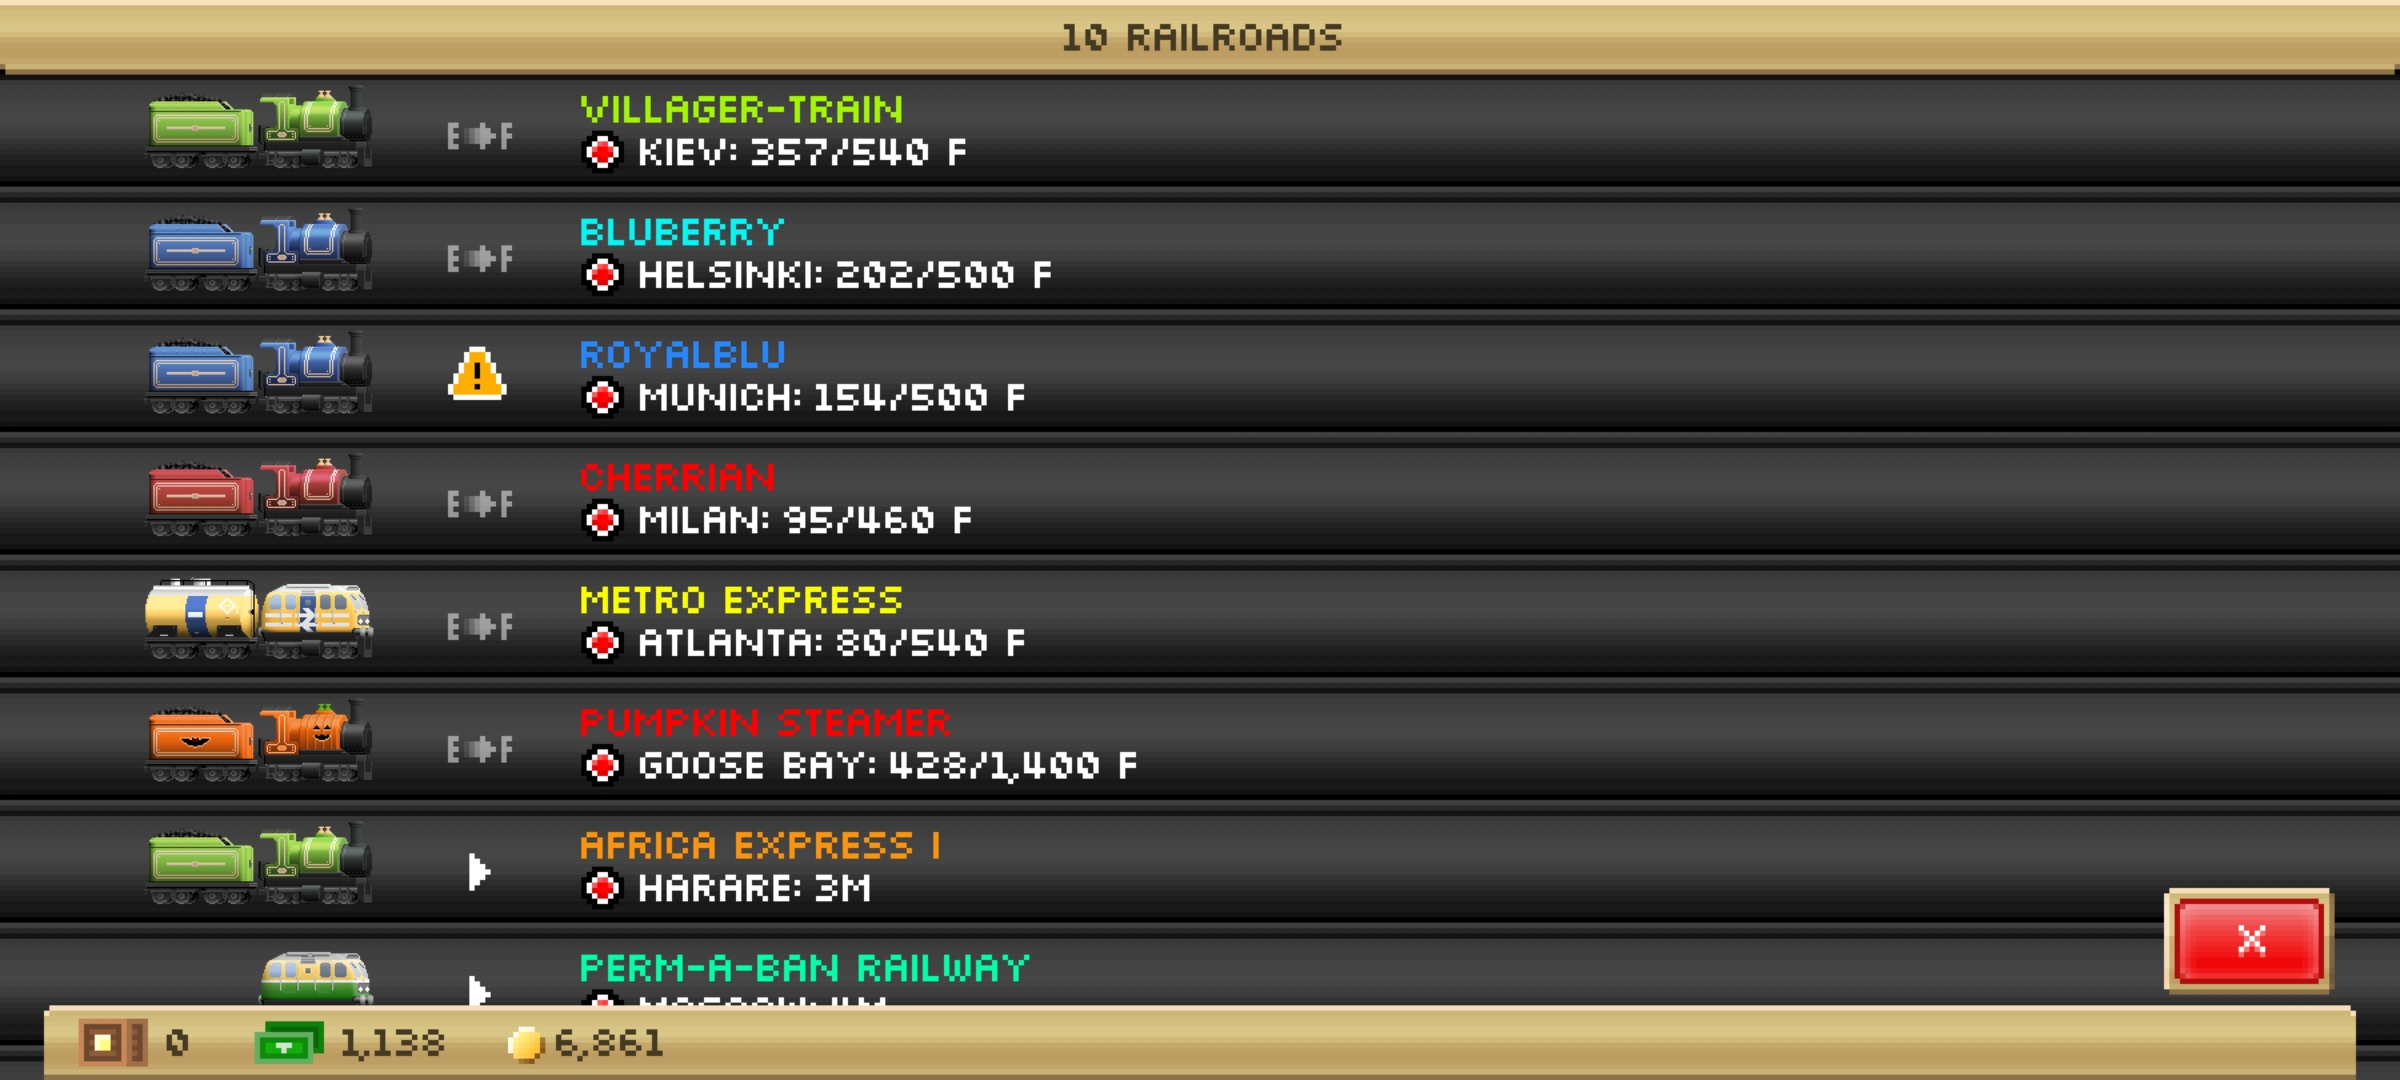 10 RAILROADS
VILLAGER-TRAIN
E F
KIEV: 357/540 F
BLUBERRY
E F
HELSINKI: 202/500 F
ROYALBLU
!
MUNICH: 154/500 F
CHERRIAN
E F
MILAN: 95/460 F
METRO EXPRESS
E F
ATLANTA: 80/540 F
PUMPKIN STEAMER
E F
GOOSE BAY: 428/1,400 F
AFRICA EXPRESS I
HARARE: 3M
PERM-A-BAN RAILWAY
X
0 1,138 6,861